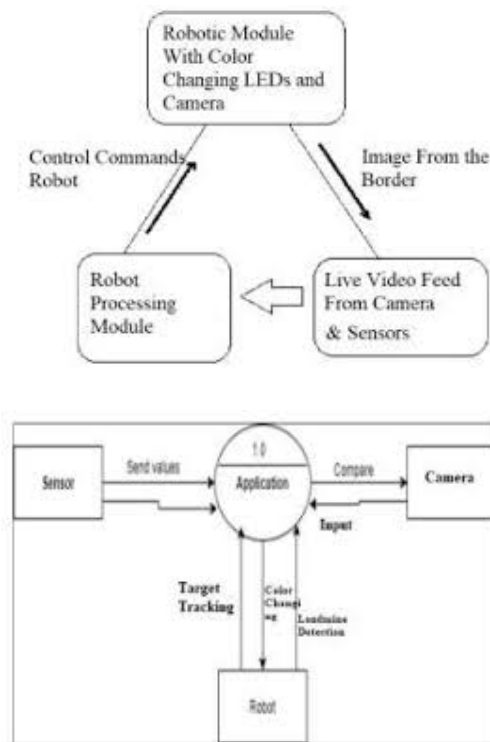 Robotic Module
With Color
Changing LEDs and
Camera
Control Commands
Robot
Image From the
Border
Robot
Processing
Module
Live Video Feed
From Camera
& Sensors
1.0
Application
Sensor
Send values
Compare
Camera
Input
Target
Tracking
Color
Changi
ng
Landmine
Detection
Robot